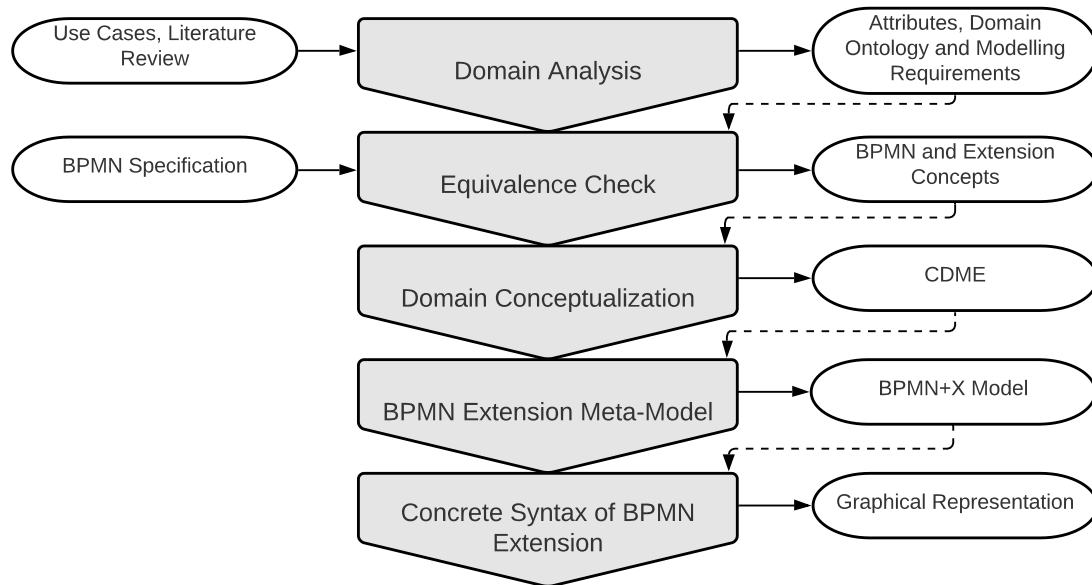 Use Cases, Literature
Review
Domain Analysis
Attributes, Domain
Ontology and Modelling
Requirements
BPMN Specification
Equivalence Check
BPMN and Extension
Concepts
Domain Conceptualization
CDME
BPMN Extension Meta-Model
BPMN+X Model
Concrete Syntax of BPMN
Extension
Graphical Representation